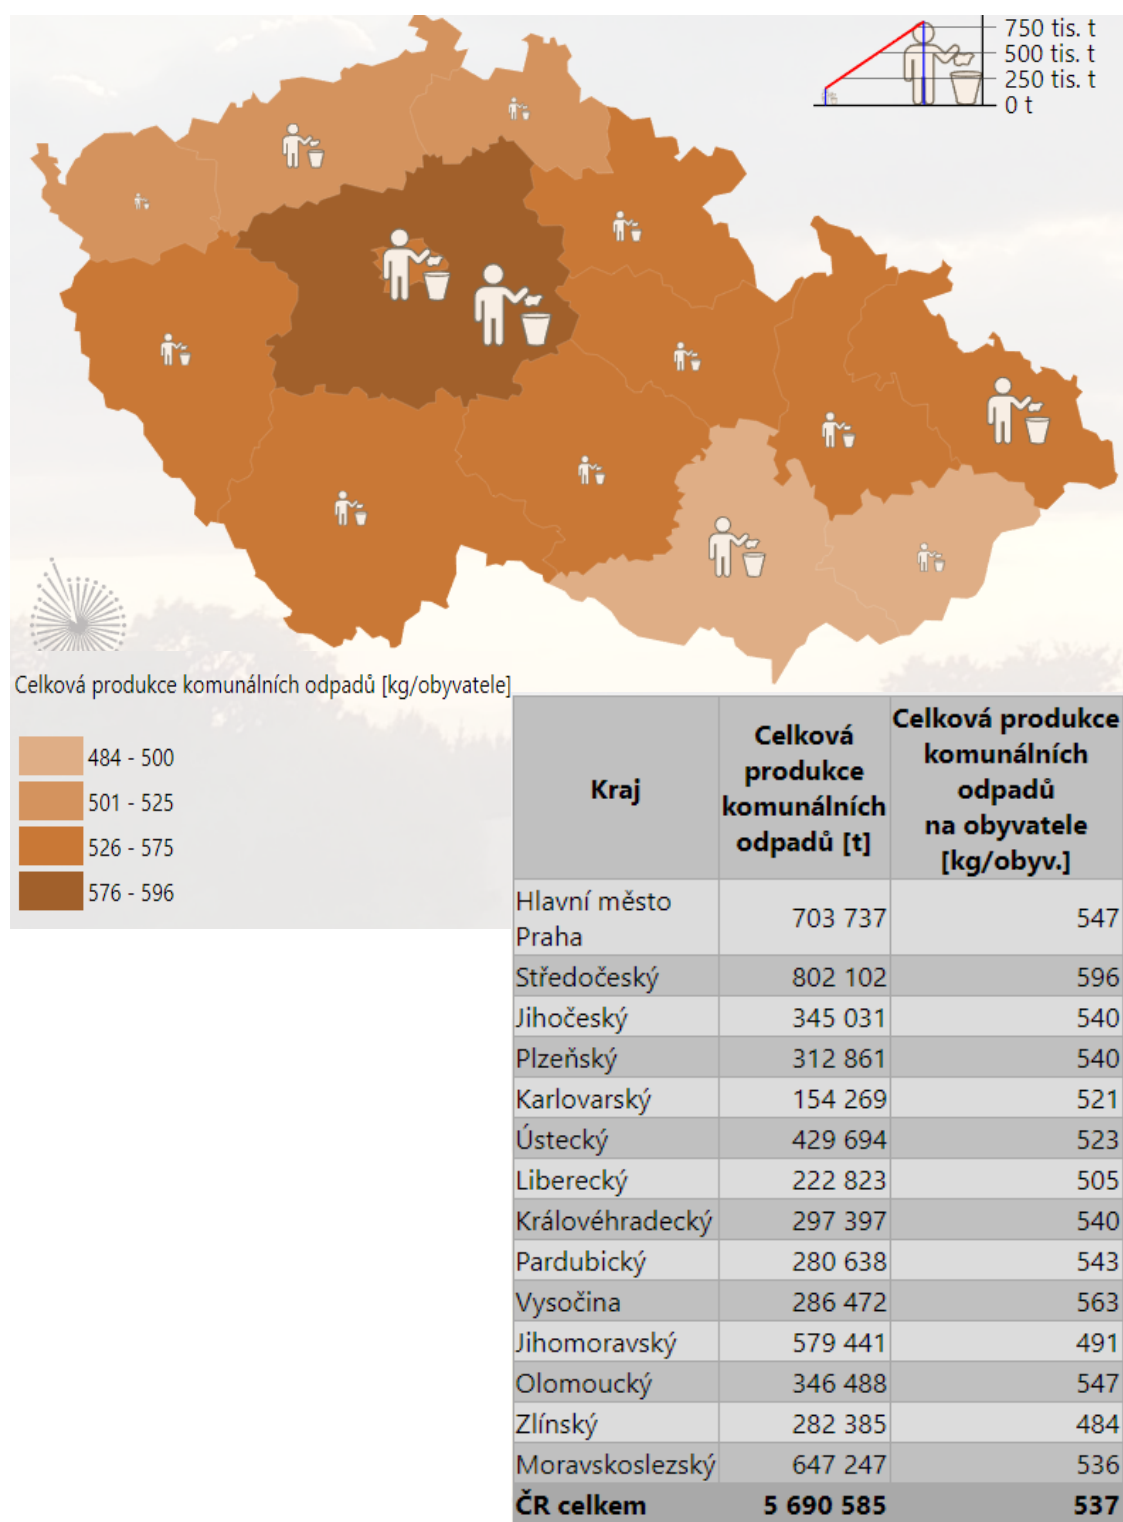 750 tis. t
500 tis. t
250 tis. t
0 t
Celková produkce komunálních odpadů [kg/obyvatele]
484 - 500
501 - 525
526 - 575
576 - 596
Kraj
Celková
produkce
komunálních
odpadů [t]
Celková produkce
komunálních
odpadů
na obyvatele
[kg/obyv.]
Hlavní město
Praha 703 737 547
Středočeský 802 102 596
Jihočeský 345 031 540
Plzeňský 312 861 540
Karlovarský 154 269 521
Ústecký 429 694 523
Liberecký 222 823 505
Královéhradecký 297 397 540
Pardubický 280 638 543
Vysočina 286 472 563
Jihomoravský 579 441 491
Olomoucký 346 488 547
Zlínský 282 385 484
Moravskoslezský 647 247 536
ČR celkem 5 690 585 537